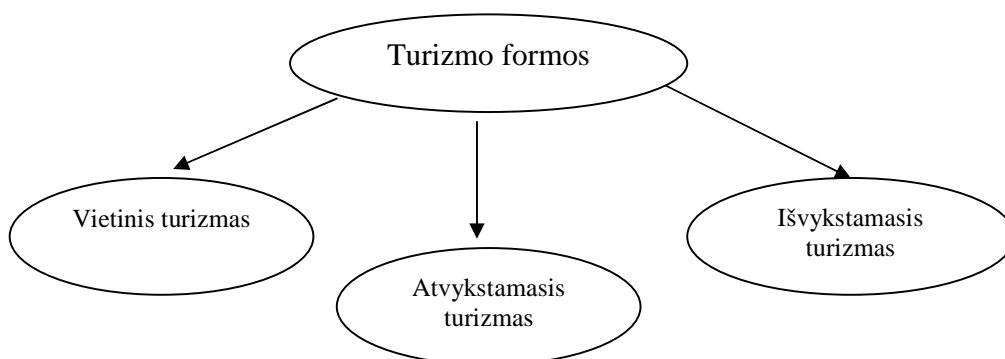 Turizmo formos
Vietinis turizmas
Išvykstamasis
turizmas
Atvykstamasis
turizmas